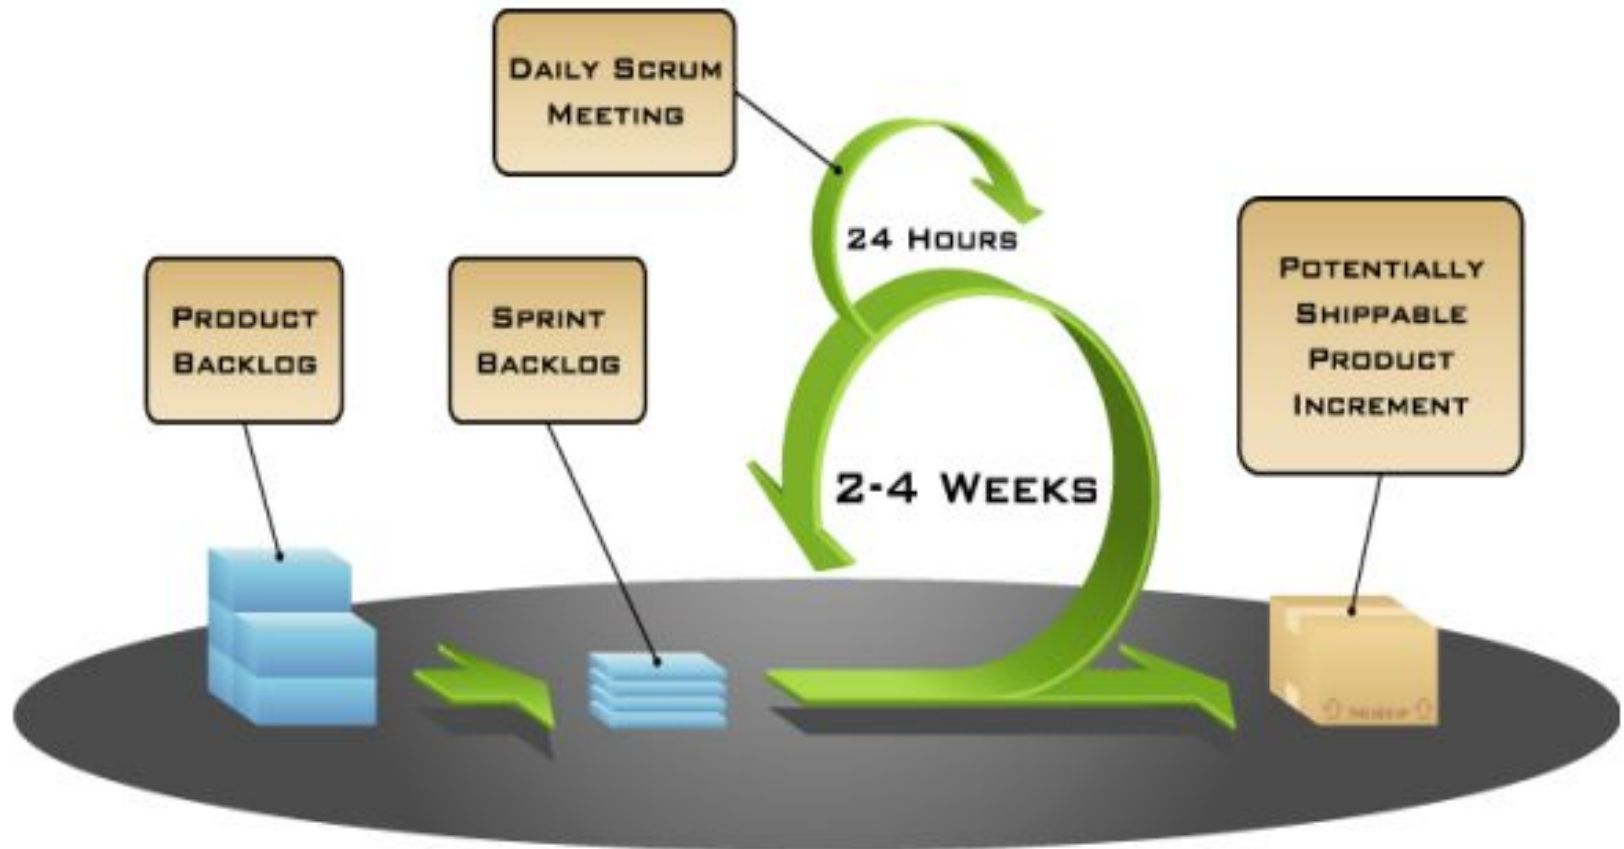 DAILY SCRUM
MEETING
24 HOURS
PRODUCT
BACKLOG
SPRINT
BACKLOG
2-4 WEEKS
POTENTIALLY
SHIPPABLE
PRODUCT
INCREMENT